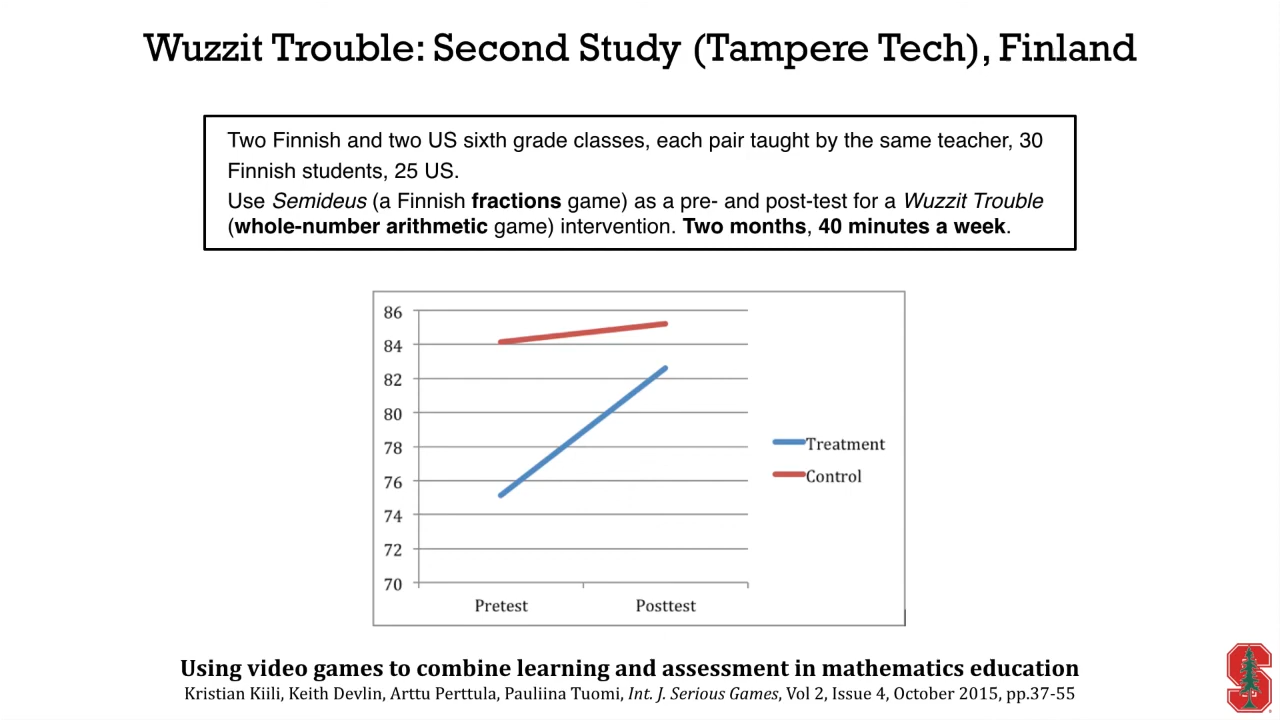 Wuzzit Trouble: Second Study (Tampere Tech), Finland
Two Finnish and two US sixth grade classes, each pair taught by the same teacher, 30
Finnish students, 25 US.
Use Semideus (a Finnish fractions game) as a pre- and post-test for a Wuzzit Trouble
(whole-number arithmetic game) intervention. Two months, 40 minutes a week.
86
84
82
80
78
76
74
72
70
Treatment
Control
Pretest Posttest
Using video games to combine learning and assessment in mathematics education
Kristian Kiili, Keith Devlin, Arttu Perttula, Pauliina Tuomi, Int. J. Serious Games, Vol 2, Issue 4, October 2015, pp.37-55
S